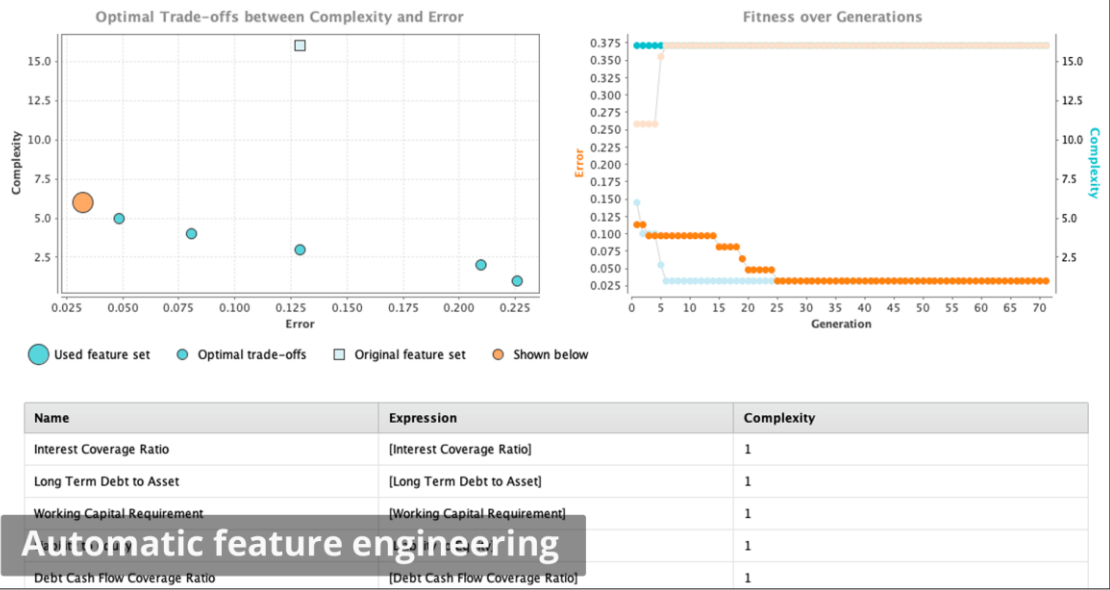 Optimal Trade-offs between Complexity and Error
Fitness over Generations
Complexity
15.0
12.5
10.0
7.5
5.0
2.5
0.025 0.050 0.075 0.100 0.125 0.150 0.175 0.200 0.225
Error
Error
0.375
0.350
0.325
0.300
0.275
0.250
0.225
0.200
0.175
0.150
0.125
0.100
0.075
0.050
0.025
15.0
12.5
10.0
7.5
5.0
2.5
Complexity
0 5 10 15 20 25 30 35 40 45 50 55 60 65 70
Generation
Used feature set Optimal trade-offs Original feature set Shown below
Name Expression Complexity
Interest Coverage Ratio [Interest Coverage Ratio] 1
Long Term Debt to Asset [Long Term Debt to Asset] 1
Working Capital Requirement [Working Capital Requirement] 1
1
Automatic feature engineering
Debt Cash Flow Coverage Ratio [Debt Cash Flow Coverage Ratio] 1